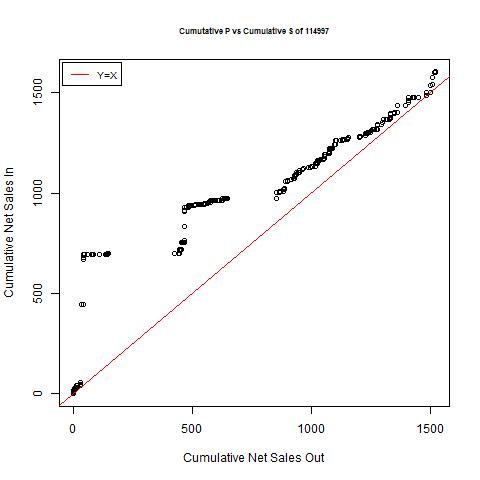 Cumutative P vs Cumulative S of 114997
Y=X
Cumulative Net Sales In
1500
1000
500
0
0 500 1000 1500
Cumulative Net Sales Out